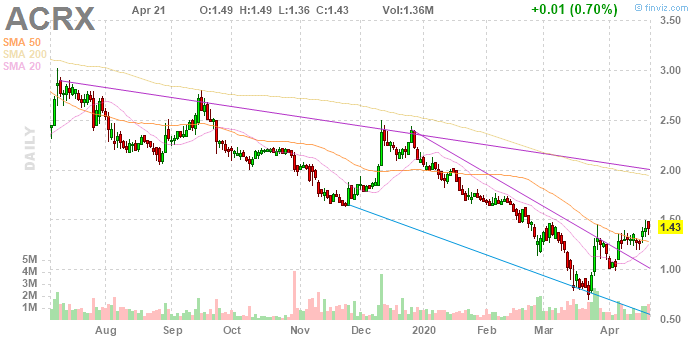 ACRX
Apr 21 O:1.49 H:1.49 L:1.36 C:1.43 Vol:1.36M +0.01 (0.70%)
© finviz.com
SMA 50
SMA 200
SMA 20
DAILY
3.50
3.00
2.50
2.00
1.50
1.43
1.00
0.50
5M
4M
3M
2M
1M
Aug Sep Oct Nov Dec 2020 Feb Mar Apr